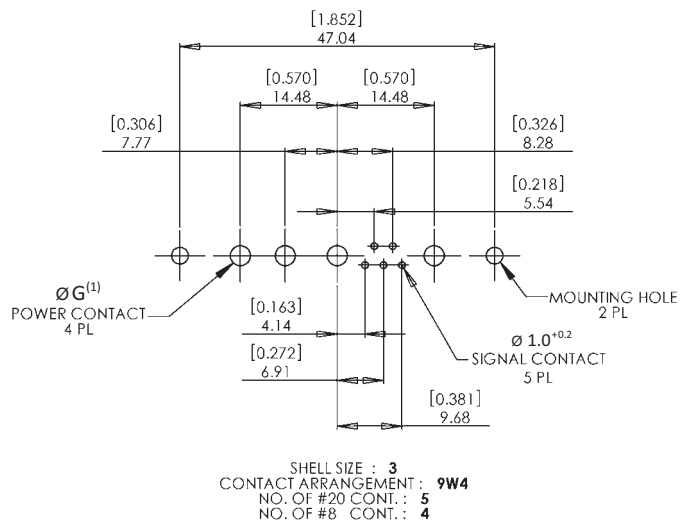 [1.852]
47.04
[0.570] [0.570]
14.48 14.48
[0.306] [0.326]
7.77 8.28
[0.218]
5.54
ØG(1)
POWER CONTACT
4 PL
MOUNTING HOLE
2 PL
[0.163]
4.14
Ø 1.0+0.2
SIGNAL CONTACT
5 PL
[0.272]
6.91
[0.381]
9.68
SHELL SIZE : 3
CONTACT ARRANGEMENT : 9W4
NO. OF #20 CONT. : 5
NO. OF #8 CONT. : 4